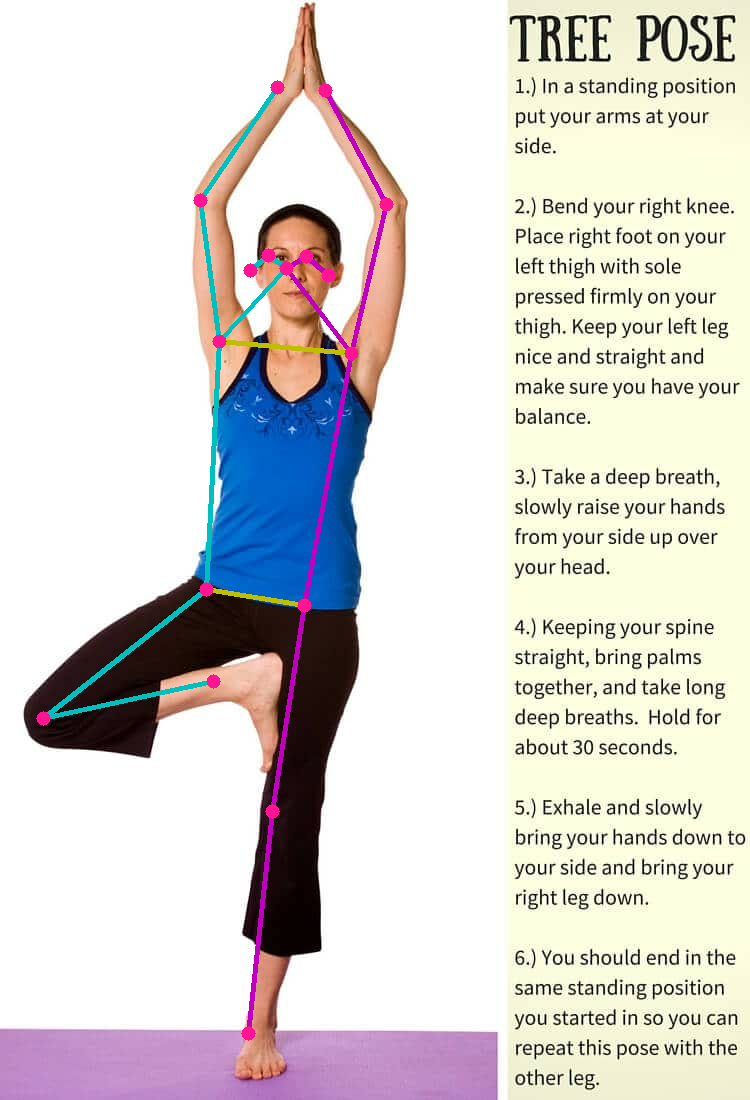 TREE POSE
1.) In a standing position
put your arms at your
side.
2.) Bend your right knee.
Place right foot on your
left thigh with sole
pressed firmly on your
thigh. Keep your left leg
nice and straight and
make sure you have your
balance.
3.) Take a deep breath,
slowly raise your hands
from your side up over
your head.
4.) Keeping your spine
straight, bring palms
together, and take long
deep breaths.  Hold for
about 30 seconds.
5.) Exhale and slowly
bring your hands down to
your side and bring your
right leg down.
6.) You should end in the
same standing position
you started in so you can
repeat this pose with the
other leg.